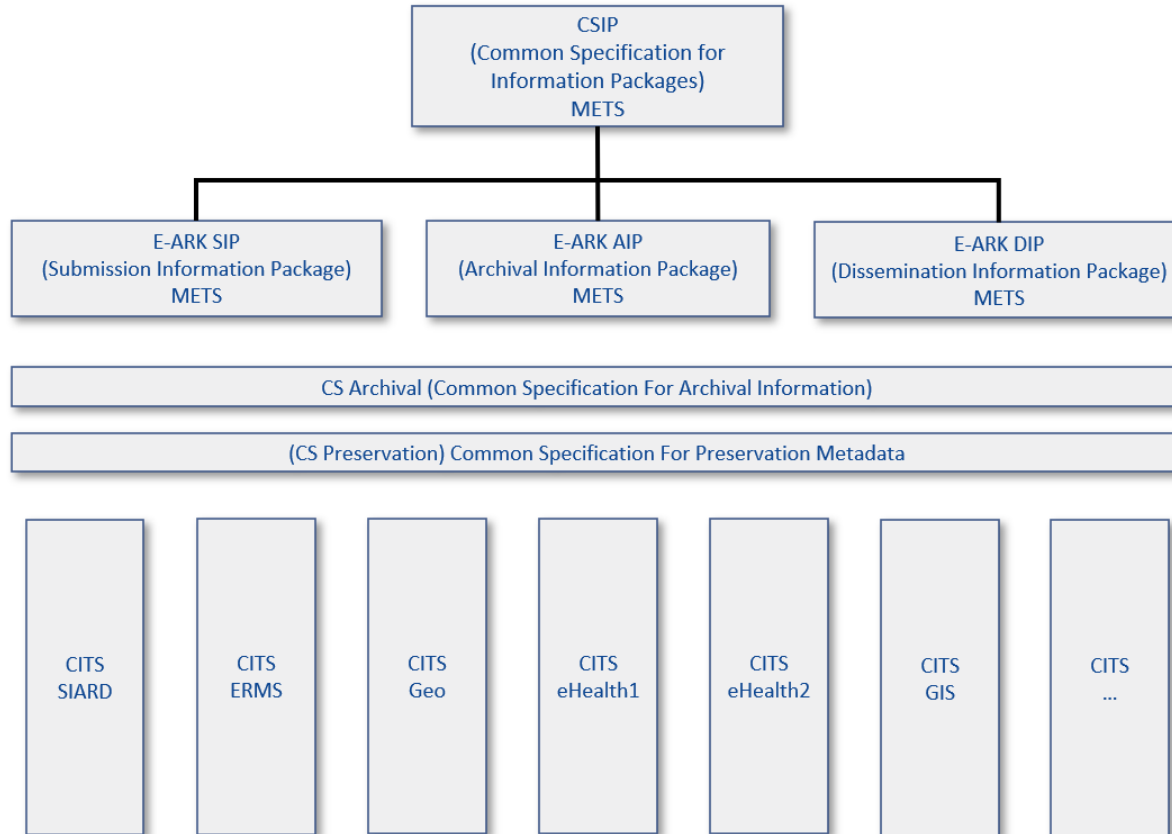 CSIP
(Common Specification for
Information Packages)
METS
E-ARK SIP
(Submission Information Package)
METS
E-ARK AIP
(Archival Information Package)
METS
E-ARK DIP
(Dissemination Information Package)
METS
CS Archival (Common Specification For Archival Information)
(CS Preservation) Common Specification For Preservation Metadata
CITS
SIARD
CITS
ERMS
CITS
Geo
CITS
eHealth1
CITS
eHealth2
CITS
GIS
CITS
...